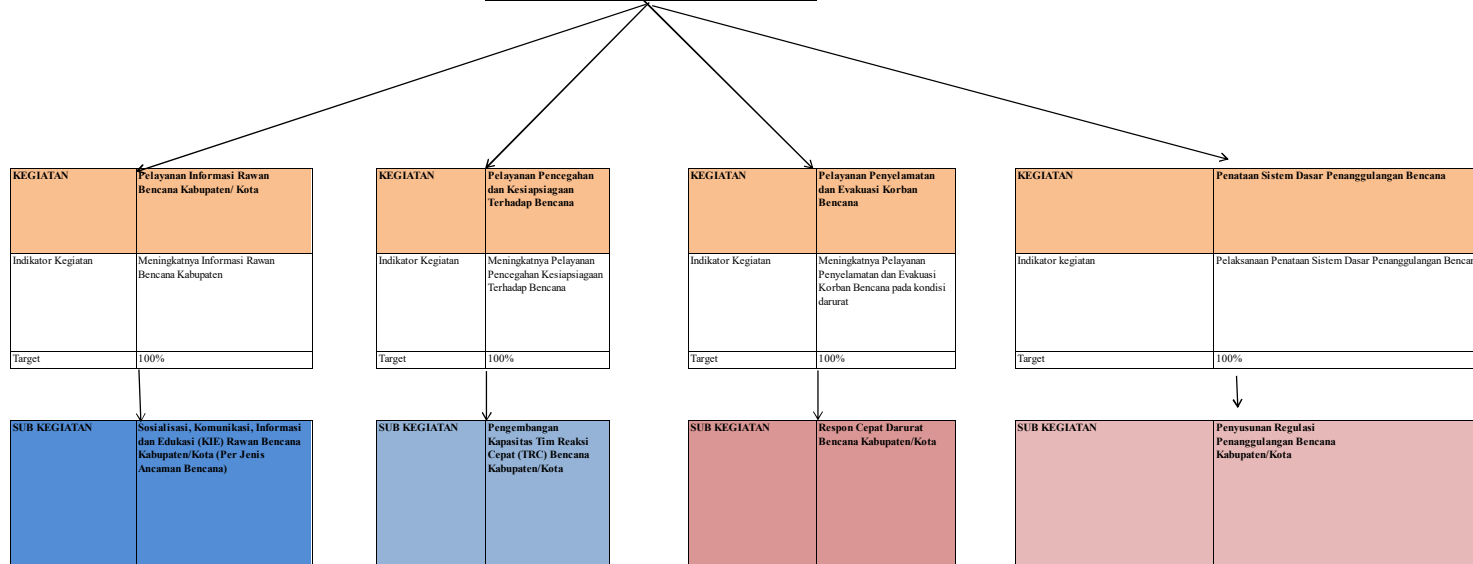 KEGIATAN
Pelayanan Informasi Rawan
Bencana Kabupaten/ Kota
Indikator Kegiatan
Meningkatnya Informasi Rawan
Bencana Kabupaten
Target
100%
KEGIATAN
Pelayanan Pencegahan
dan Kesiapsiagaan
Terhadap Bencana
Indikator Kegiatan
Meningkatnya Pelayanan
Pencegahan Kesiapsiagaan
Terhadap Bencana
Target
100%
KEGIATAN
Pelayanan Penyelamatan
dan Evakuasi Korban
Bencana
Indikator Kegiatan
Meningkatnya Pelayanan
Penyelamatan dan Evakuasi
Korban Bencana pada kondisi
darurat
Target
100%
KEGIATAN
Penataan Sistem Dasar Penanggulangan Bencana
Indikator kegiatan
Pelaksanaan Penataan Sistem Dasar Penanggulangan
Target
100%
SUB KEGIATAN
Sosialisasi, Komunikasi, Informasi
dan Edukasi (KIE) Rawan Bencana
Kabupaten/Kota (Per Jenis
Ancaman Bencana)
SUB KEGIATAN
Pengembangan
Kapasitas Tim Reaksi
Cepat (TRC) Bencana
Kabupaten/Kota
SUB KEGIATAN
Respon Cepat Darurat
Bencana Kabupaten/Kota
SUB KEGIATAN
Penyusunan Regulasi
Penanggulangan Bencana
Kabupaten/Kota